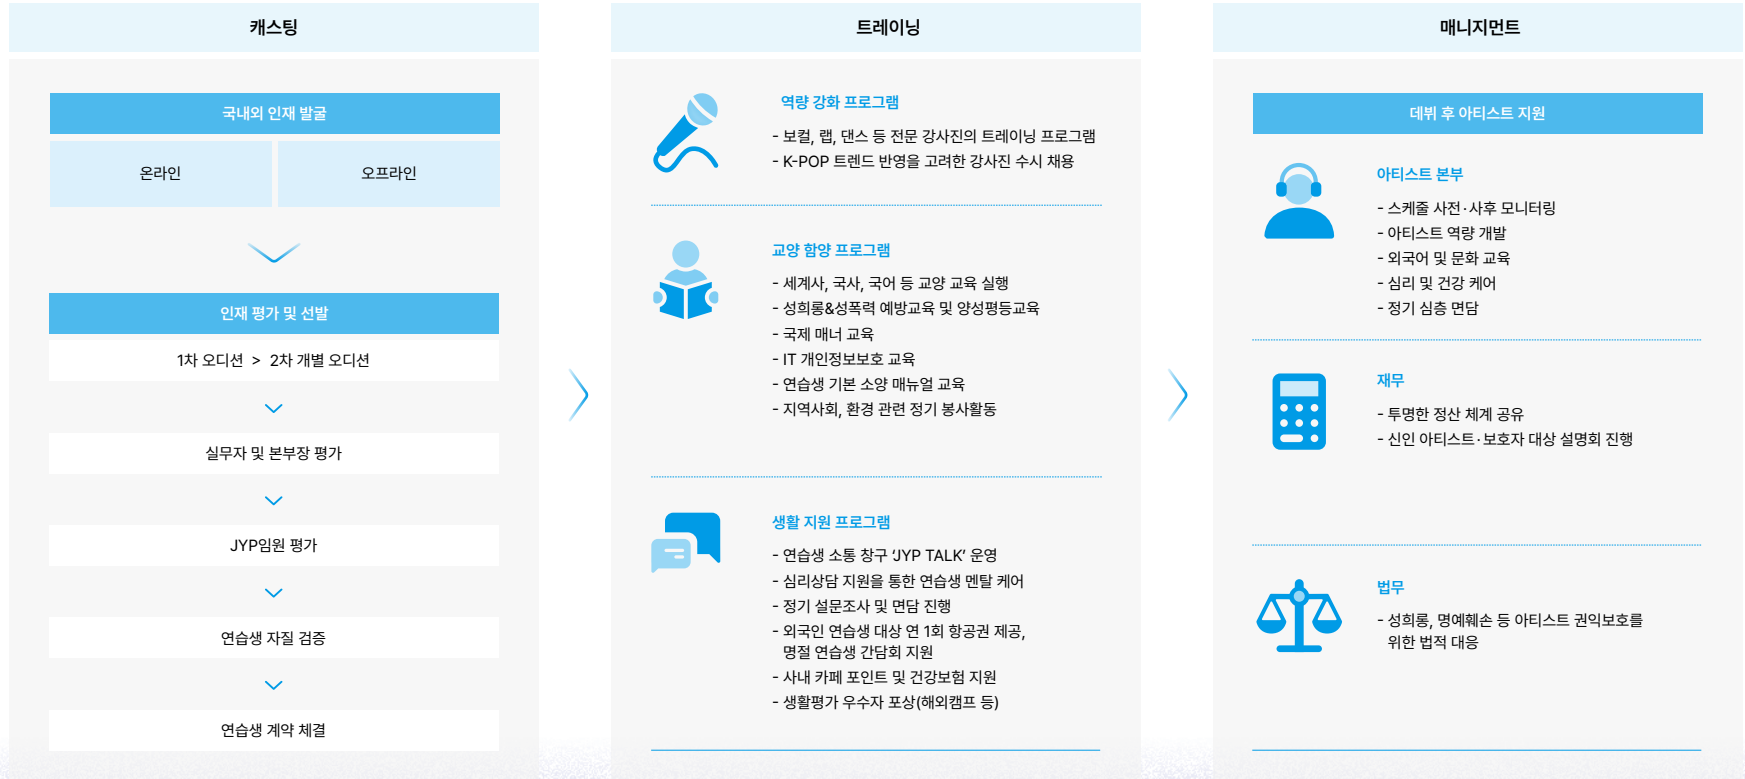 캐스팅
국내외 인재 발굴
온라인
오프라인
인재 평가 및 선발
1차 오디션 > 2차 개별 오디션
실무자 및 본부장 평가
JYP임원 평가
연습생 자질 검증
연습생 계약 체결
트레이닝
역량 강화 프로그램
- 보컬, 랩, 댄스 등 전문 강사진의 트레이닝 프로그램
- K-POP 트렌드 반영을 고려한 강사진 수시 채용
교양 함양 프로그램
- 세계사, 국사, 국어 등 교양 교육 실행
- 성희롱&성폭력 예방교육 및 양성평등교육
- 국제 매너 교육
- IT 개인정보보호 교육
- 연습생 기본 소양 매뉴얼 교육
- 지역사회, 환경 관련 정기 봉사활동
생활 지원 프로그램
- 연습생 소통 창구 ‘JYP TALK’ 운영
- 심리상담 지원을 통한 연습생 멘탈 케어
- 정기 설문조사 및 면담 진행
- 외국인 연습생 대상 연 1회 항공권 제공,
명절 연습생 간담회 지원
- 사내 카페 포인트 및 건강보험 지원
- 생활평가 우수자 포상(해외캠프 등)
매니지먼트
데뷔 후 아티스트 지원
아티스트 본부
- 스케줄 사전·사후 모니터링
- 아티스트 역량 개발
- 외국어 및 문화 교육
- 심리 및 건강 케어
- 정기 심층 면담
재무
- 투명한 정산 체계 공유
- 신인 아티스트·보호자 대상 설명회 진행
법무
- 성희롱, 명예훼손 등 아티스트 권익보호를
위한 법적 대응